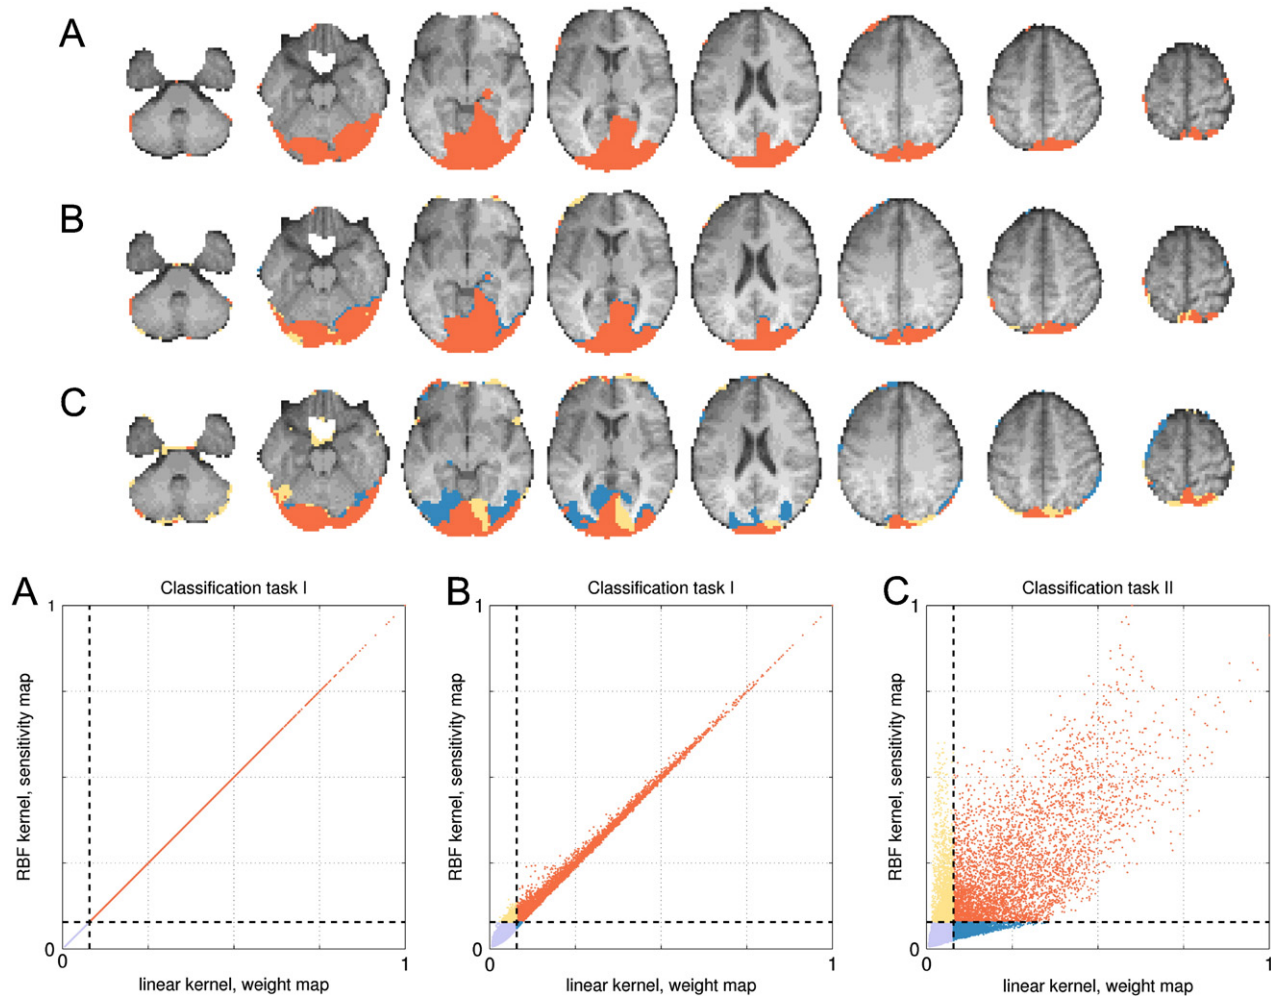 A
B
C
A
Classification task I
1
RBF kernel, sensitivity map
0
0
1
linear kernel, weight map
B
Classification task I
1
RBF kernel, sensitivity map
0
0
1
linear kernel, weight map
C
Classification task II
1
RBF kernel, sensitivity map
0
0
1
linear kernel, weight map